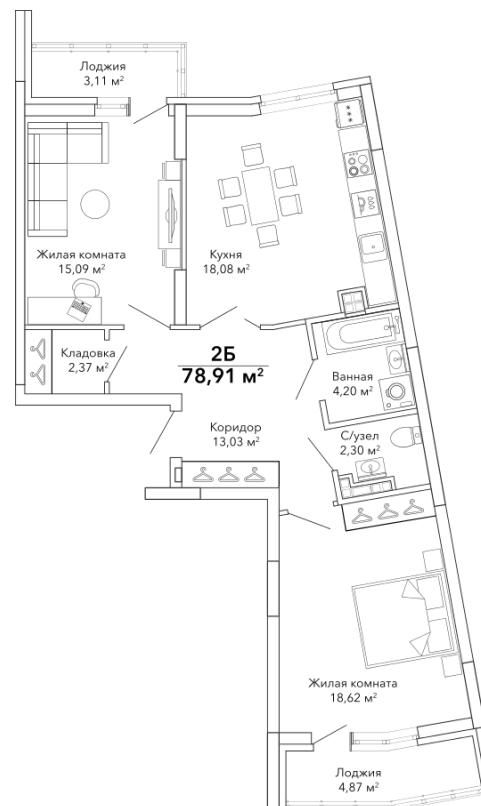 Лоджия
3,11 м²
Жилая комната
15,09 м²
Кухня
18,08 м²
Кладовка
2,37 м²
2Б
78,91 м²
Ванная
4,20 м²
Коридор
13,03 м²
С/узел
2,30 м²
Жилая комната
18,62 м²
Лоджия
4,87 м²